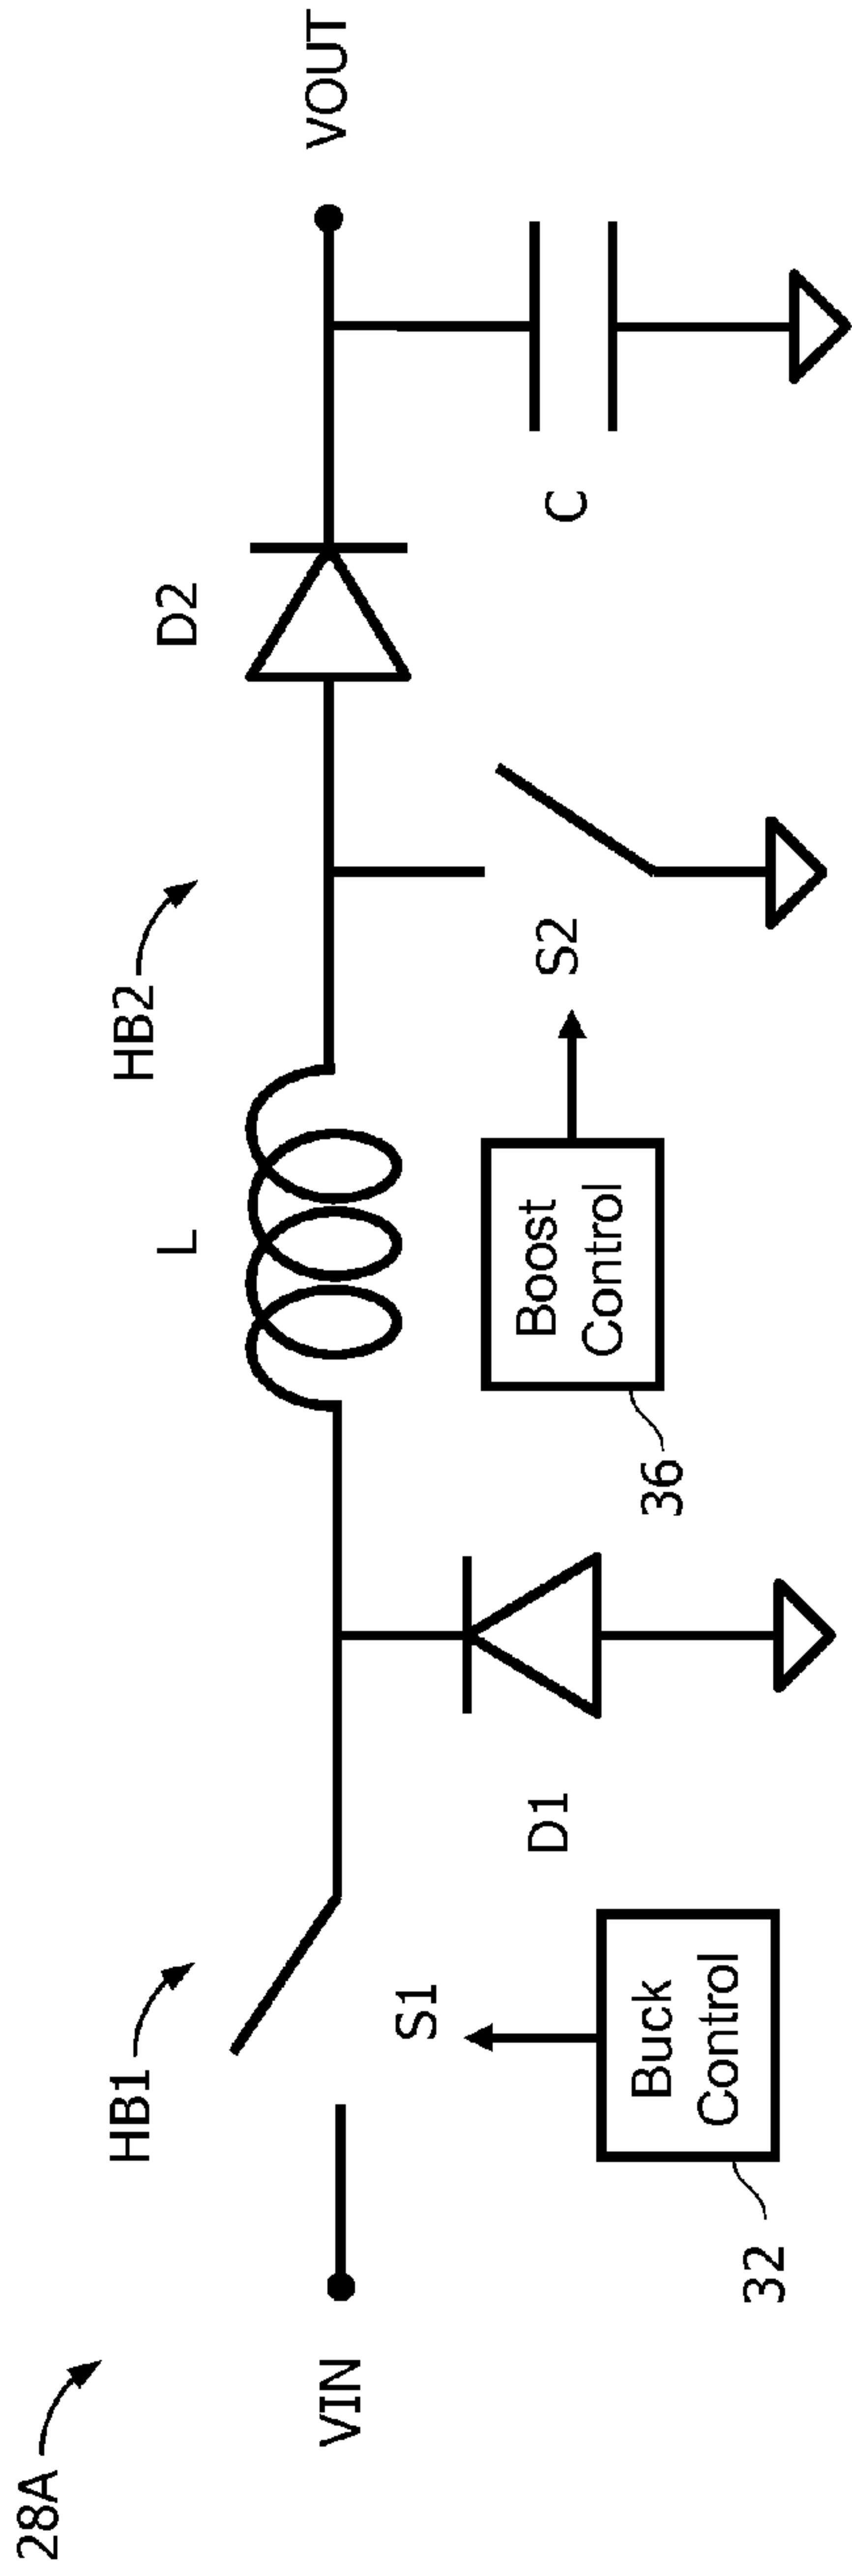 28A
HB1
HB2
L
D2
VIN
VOUT
S1
D1
S2
C
Buck
Control
32
Boost
Control
36